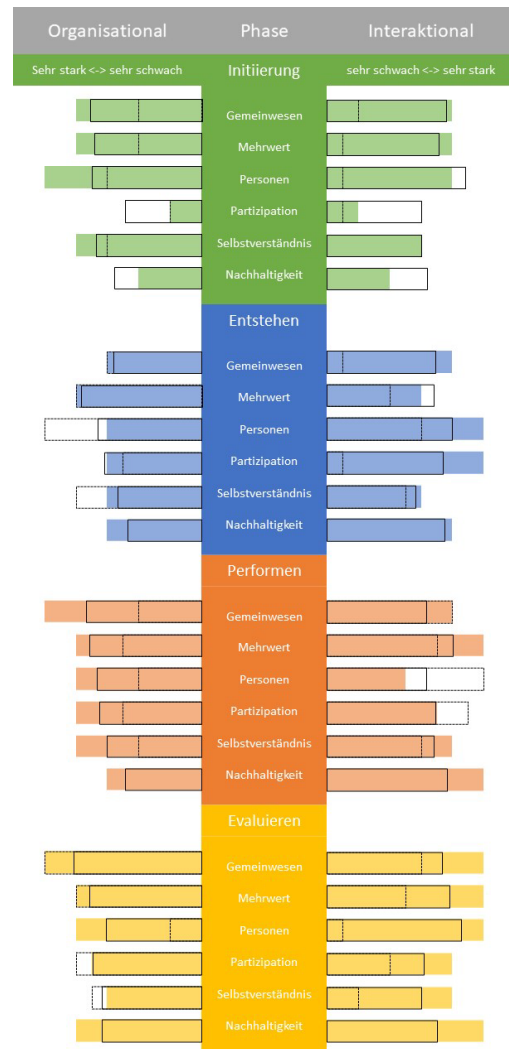 Organisational Phase Interaktional
Sehr stark <-> sehr schwach Initiierung sehr schwach <-> sehr stark
Gemeinwesen
Mehrwert
Personen
Partizipation
Selbstverständnis
Nachhaltigkeit
Entstehen
Gemeinwesen
Mehrwert
Personen
Partizipation
Selbstverständnis
Nachhaltigkeit
Performen
Gemeinwesen
Mehrwert
Personen
Partizipation
Selbstverständnis
Nachhaltigkeit
Evaluieren
Gemeinwesen
Mehrwert
Personen
Partizipation
Selbstverständnis
Nachhaltigkeit